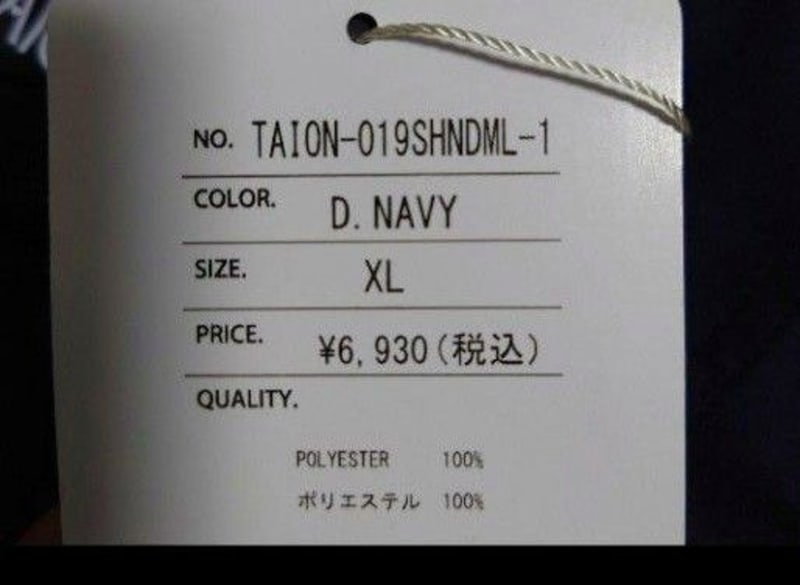 NO. TAION-019SHNDML-1
COLOR. D. NAVY
SIZE. XL
PRICE. ¥6,930(税込)
QUALITY.
POLYESTER 100%
ポリエステル 100%